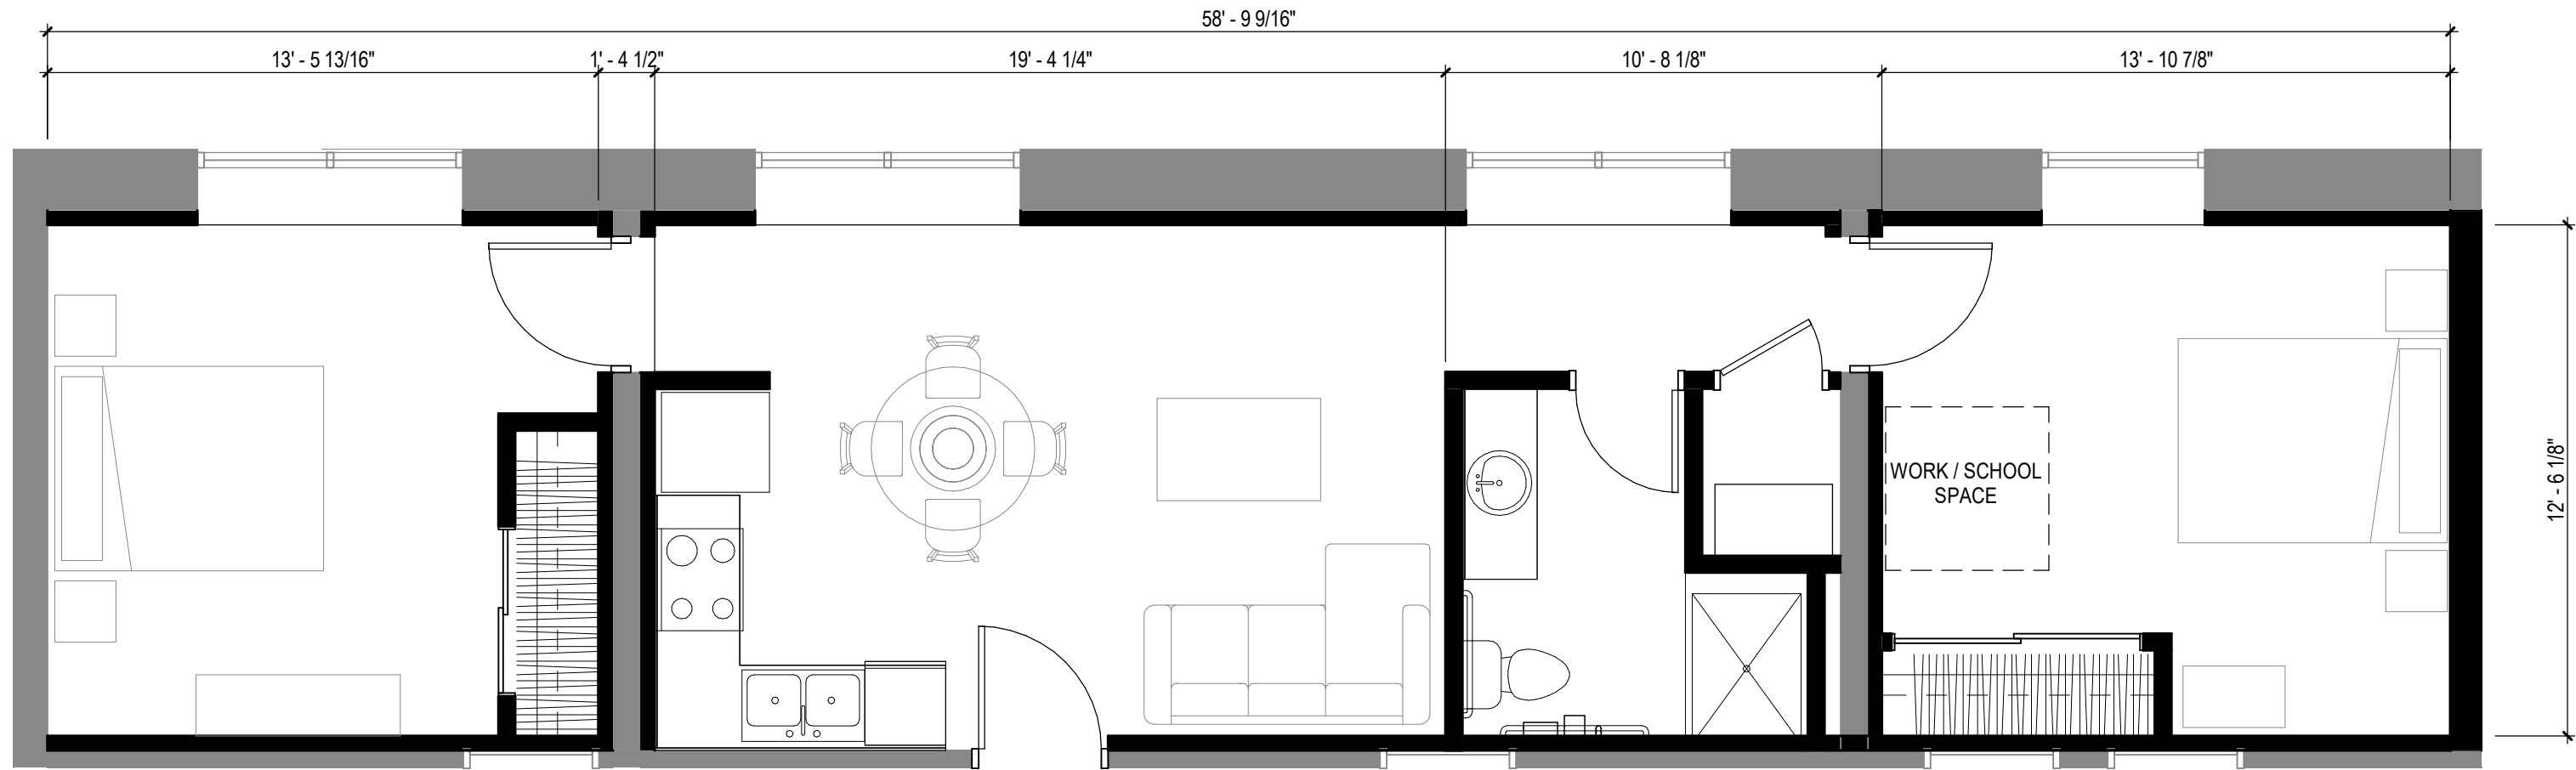 58' - 9 9/16"
13' - 5 13/16"
1' - 4 1/2"
19' - 4 1/4"
10' - 8 1/8"
13' - 10 7/8"
WORK / SCHOOL
SPACE
12' - 6 1/8"